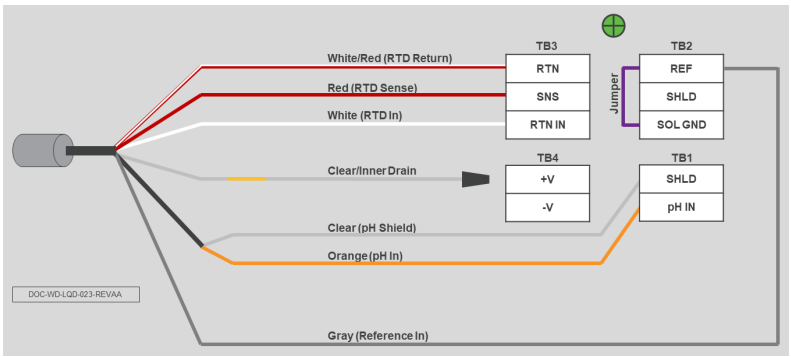 TB3
TB2
White/Red (RTD Return)
RTN
REF
Red (RTD Sense)
SNS
SHLD
Jumper
White (RTD In)
RTN IN
SOL GND
TB4
TB1
Clear/Inner Drain
+V
SHLD
-V
pH IN
Clear (pH Shield)
Orange (pH In)
DOC-WD-LQD-023-REVAA
Gray (Reference In)